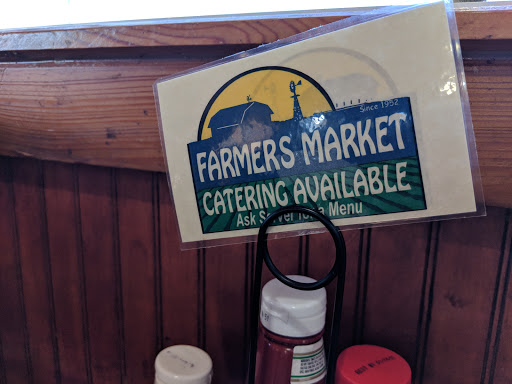 Since 1952
FARMERS MARKET
CATERING AVAILABLE
Ask Server for a Menu